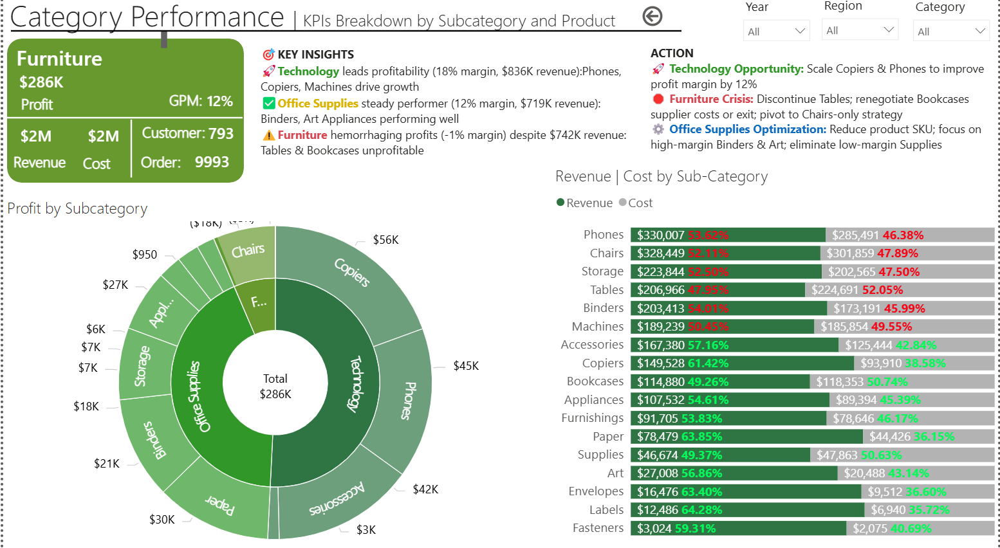 Category Performance | KPIs Breakdown by Subcategory and Product
Year
Region
Category
All
All
All
Furniture
$286K
Profit
GPM: 12%
$2M
$2M
Revenue
Cost
Customer: 793
Order: 9993
🎯 KEY INSIGHTS
🚀 Technology leads profitability (18% margin, $836K revenue):Phones,
Copiers, Machines drive growth
✅ Office Supplies steady performer (12% margin, $719K revenue):
Binders, Art Appliances performing well
⚠️ Furniture hemorrhaging profits (-1% margin) despite $742K revenue:
Tables & Bookcases unprofitable
ACTION
🚀 Technology Opportunity: Scale Copiers & Phones to improve
profit margin by 12%
🛑 Furniture Crisis: Discontinue Tables; renegotiate Bookcases
supplier costs or exit; pivot to Chairs-only strategy
⚙️ Office Supplies Optimization: Reduce product SKU; focus on
high-margin Binders & Art; eliminate low-margin Supplies
Profit by Subcategory
($18K)
$950
$27K
$6K
$7K
$7K
$18K
$21K
$30K
$56K
$45K
$42K
$3K
Chairs
Copiers
Phones
Accessories
Paper
Binders
Storage
Appl...
F...
Technology
Office Supplies
Total
$286K
Revenue | Cost by Sub-Category
Revenue Cost
Phones $330,007 53.62% $285,491 46.38%
Chairs $328,449 52.11% $301,859 47.89%
Storage $223,844 52.50% $202,565 47.50%
Tables $206,966 47.95% $224,691 52.05%
Binders $203,413 54.01% $173,191 45.99%
Machines $189,239 50.45% $185,854 49.55%
Accessories $167,380 57.16% $125,444 42.84%
Copiers $149,528 61.42% $93,910 38.58%
Bookcases $114,880 49.26% $118,353 50.74%
Appliances $107,532 54.61% $89,394 45.39%
Furnishings $91,705 53.83% $78,646 46.17%
Paper $78,479 63.85% $44,426 36.15%
Supplies $46,674 49.37% $47,863 50.63%
Art $27,008 56.86% $20,488 43.14%
Envelopes $16,476 63.40% $9,512 36.60%
Labels $12,486 64.28% $6,940 35.72%
Fasteners $3,024 59.31% $2,075 40.69%